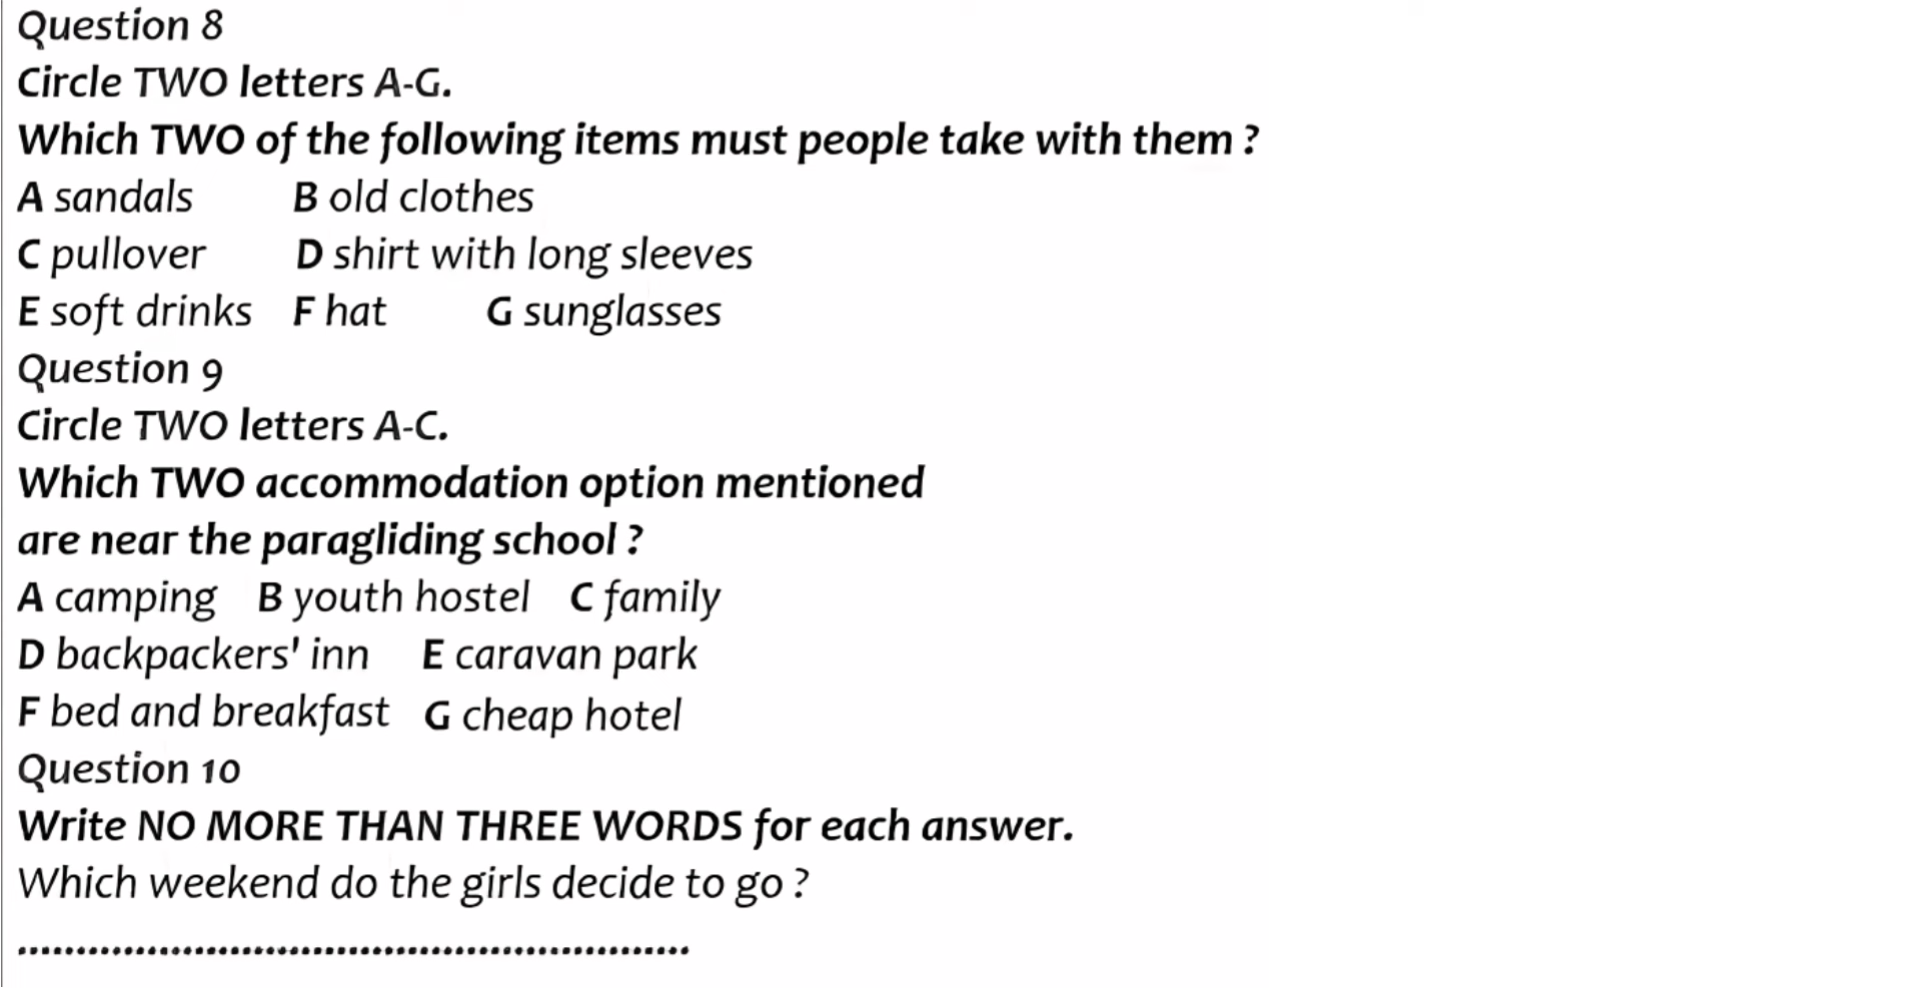 Question 8
Circle TWO letters A-G.
Which TWO of the following items must people take with them ?
A sandals B old clothes
C pullover D shirt with long sleeves
E soft drinks F hat G sunglasses
Question 9
Circle TWO letters A-C.
Which TWO accommodation option mentioned
are near the paragliding school ?
A camping B youth hostel C family
D backpackers' inn E caravan park
F bed and breakfast G cheap hotel
Question 10
Write NO MORE THAN THREE WORDS for each answer.
Which weekend do the girls decide to go ?
.........................................................